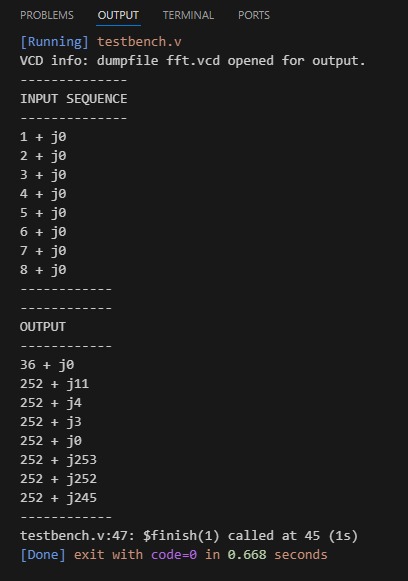 PROBLEMS OUTPUT TERMINAL PORTS
[Running] testbench.v
VCD info: dumpfile fft.vcd opened for output.
--------------
INPUT SEQUENCE
--------------
1 + j0
2 + j0
3 + j0
4 + j0
5 + j0
6 + j0
7 + j0
8 + j0
------------
------------
OUTPUT
------------
36 + j0
252 + j11
252 + j4
252 + j3
252 + j0
252 + j253
252 + j252
252 + j245
------------
testbench.v:47: $finish(1) called at 45 (1s)
[Done] exit with code=0 in 0.668 seconds